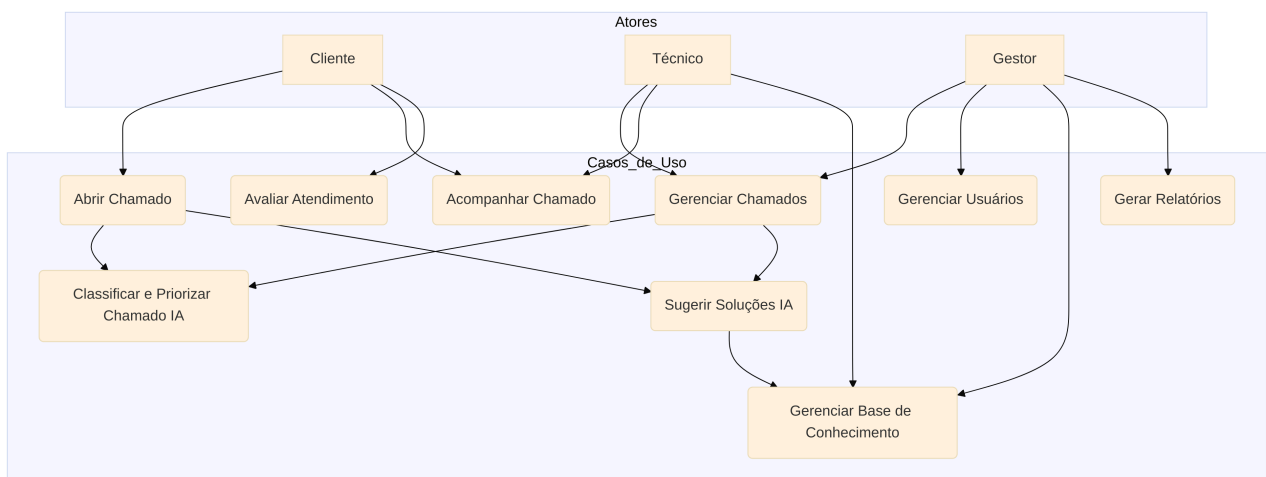 Atores
Cliente
Técnico
Gestor
Casos_de_Uso
Abrir Chamado
Avaliar Atendimento
Acompanhar Chamado
Gerenciar Chamados
Gerenciar Usuários
Gerar Relatórios
Classificar e Priorizar
Chamado IA
Sugerir Soluções IA
Gerenciar Base de
Conhecimento